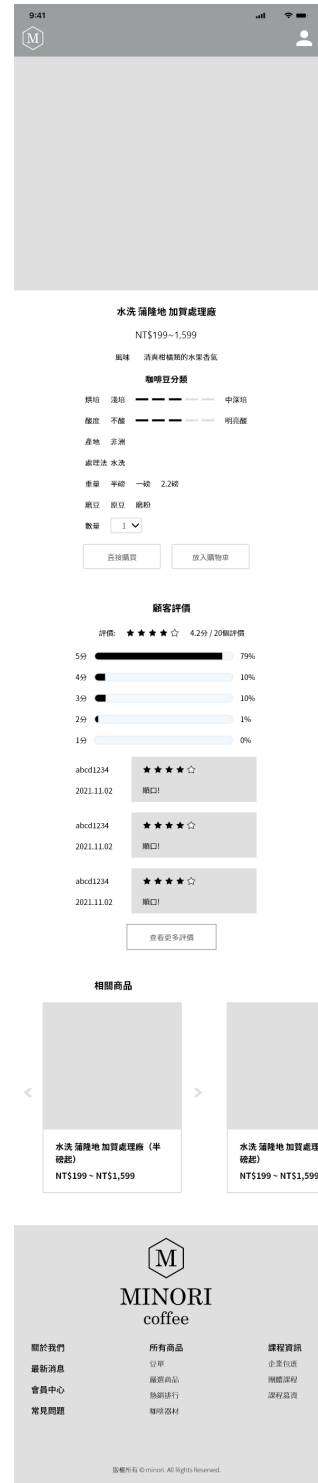 9:41
M
水洗 蒲隆地 加賀處理廠
NT$199~1,599
風味 清爽柑橘類的水果香氣
咖啡豆分類
烘焙 淺培 中深培
酸度 不酸 明亮酸
產地 非洲
處理法 水洗
重量 半磅 一磅 2.2磅
磨豆 原豆 磨粉
數量 1
直接購買 放入購物車
顧客評價
評價: ★★★★☆ 4.2分 / 20個評價
5分 79%
4分 10%
3分 10%
2分 1%
1分 0%
abcd1234 ★★★★☆
2021.11.02 順口!
abcd1234 ★★★★☆
2021.11.02 順口!
abcd1234 ★★★★☆
2021.11.02 順口!
查看更多評價
相關商品
< >
水洗 蒲隆地 加賀處理廠（半
磅起）
NT$199 ~ NT$1,599
水洗 蒲隆地 加賀處理
磅起）
NT$199 ~ NT$1,599
M
MINORI
coffee
關於我們 所有商品 課程資訊
最新消息 豆單 企業包班
會員中心 嚴選商品 團體課程
常見問題 熱銷排行 課程募資
咖啡器材
版權所有 © minori. All Rights Reserved.